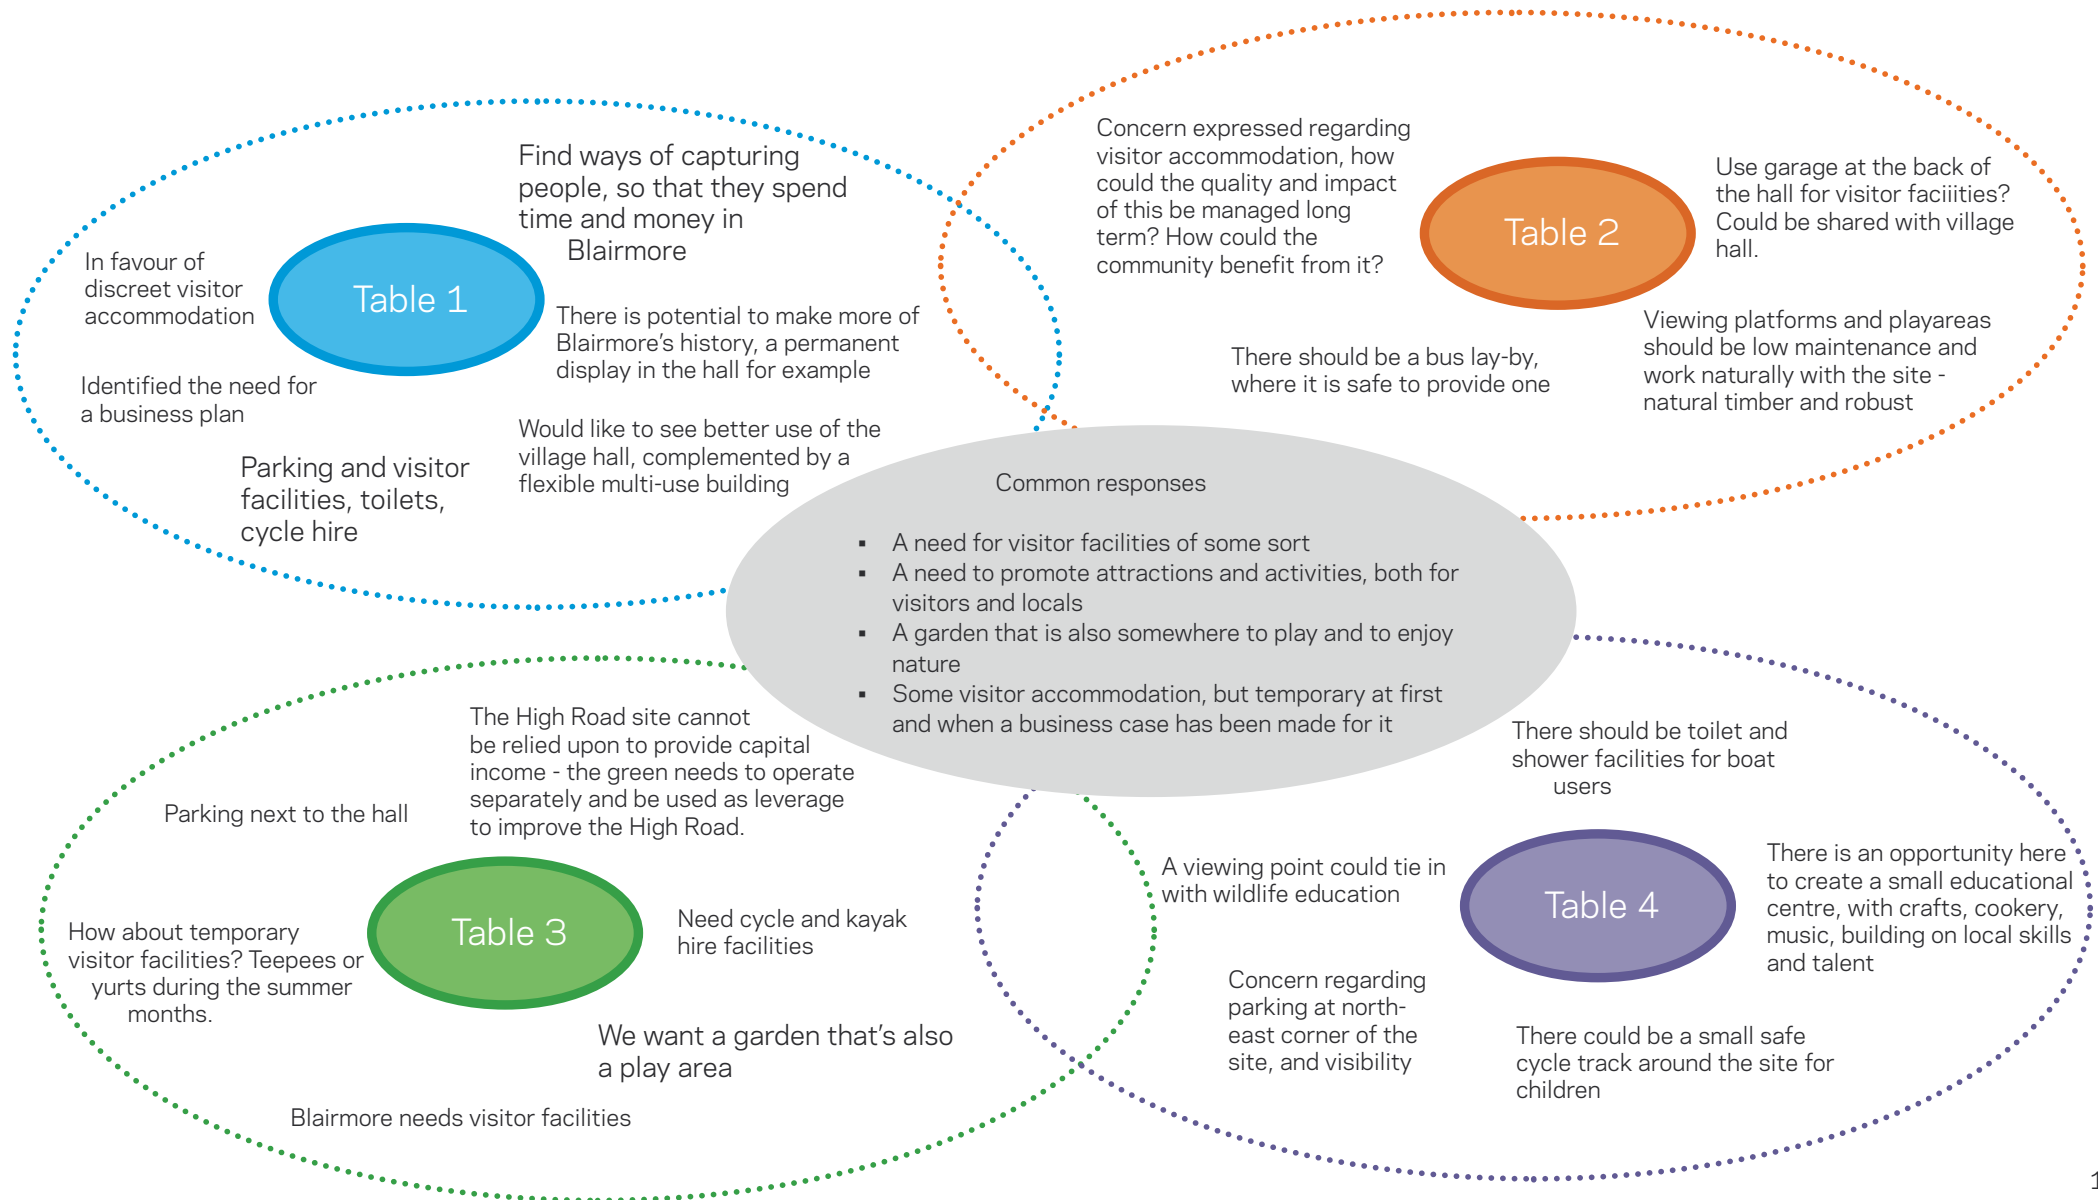 Find ways of capturing
people, so that they spend
time and money in
Blairmore
In favour of
discreet visitor
accommodation
Table 1
There is potential to make more of
Blairmore's history, a permanent
display in the hall for example
Identified the need for
a business plan
Would like to see better use of the
village hall, complemented by a
flexible multi-use building
Parking and visitor
facilities, toilets,
cycle hire
Concern expressed regarding
visitor accommodation, how
could the quality and impact
of this be managed long
term? How could the
community benefit from it?
Table 2
Use garage at the back of
the hall for visitor faciiities?
Could be shared with village
hall.
There should be a bus lay-by,
where it is safe to provide one
Viewing platforms and playareas
should be low maintenance and
work naturally with the site -
natural timber and robust
Common responses
▪ A need for visitor facilities of some sort
▪ A need to promote attractions and activities, both for
visitors and locals
▪ A garden that is also somewhere to play and to enjoy
nature
▪ Some visitor accommodation, but temporary at first
and when a business case has been made for it
The High Road site cannot
be relied upon to provide capital
income - the green needs to operate
separately and be used as leverage
to improve the High Road.
Parking next to the hall
Table 3
Need cycle and kayak
hire facilities
How about temporary
visitor facilities? Teepees or
yurts during the summer
months.
We want a garden that's also
a play area
Blairmore needs visitor facilities
There should be toilet and
shower facilities for boat
users
A viewing point could tie in
with wildlife education
Table 4
There is an opportunity here
to create a small educational
centre, with crafts, cookery,
music, building on local skills
and talent
Concern regarding
parking at north-
east corner of the
site, and visibility
There could be a small safe
cycle track around the site for
children